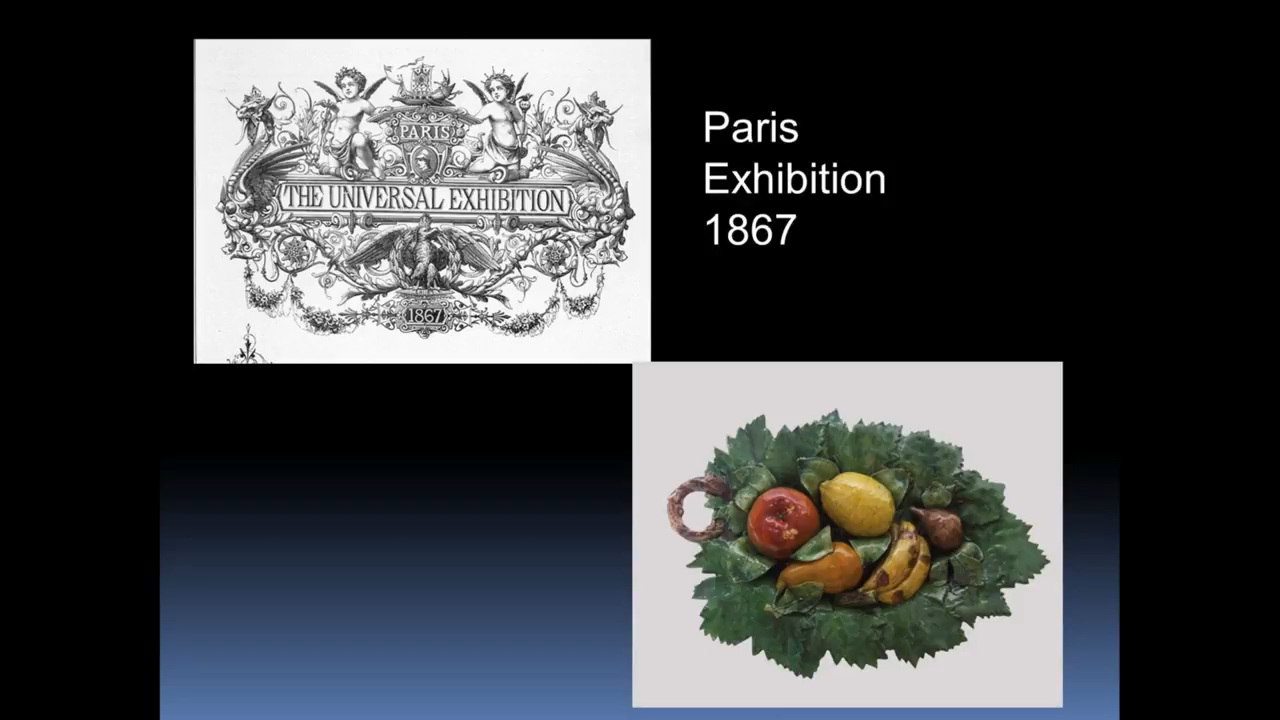 PARIS
THE UNIVERSAL EXHIBITION
1867
Paris
Exhibition
1867